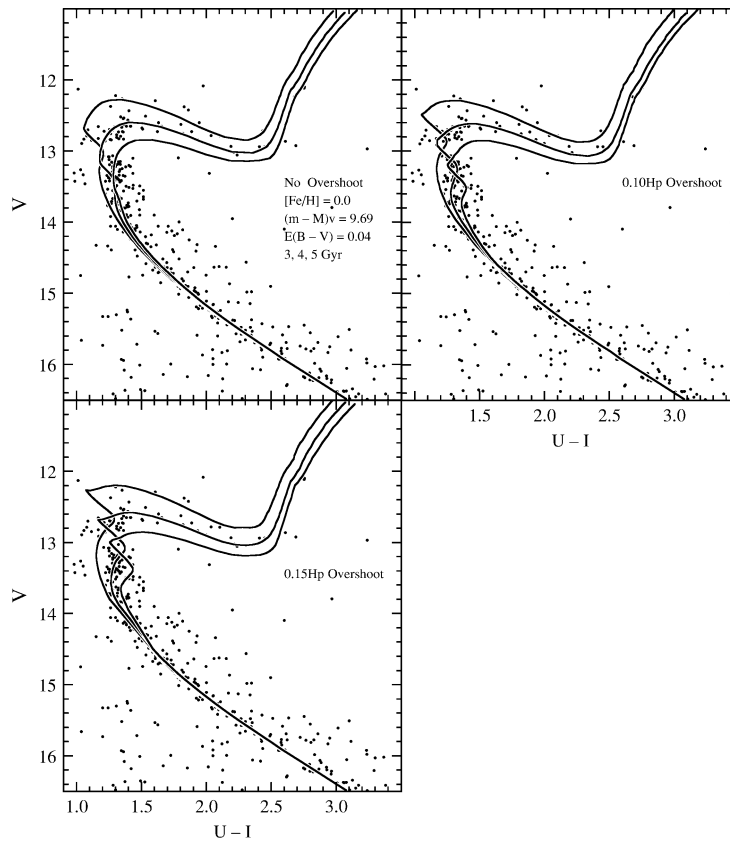 12
13
V
14
15
16
No Overshoot
[Fe/H] = 0.0
(m – M)v = 9.69
E(B – V) = 0.04
3, 4, 5 Gyr
0.10Hp Overshoot
1.5 2.0 2.5 3.0
U – I
12
13
V
14
15
16
0.15Hp Overshoot
1.0 1.5 2.0 2.5 3.0
U – I